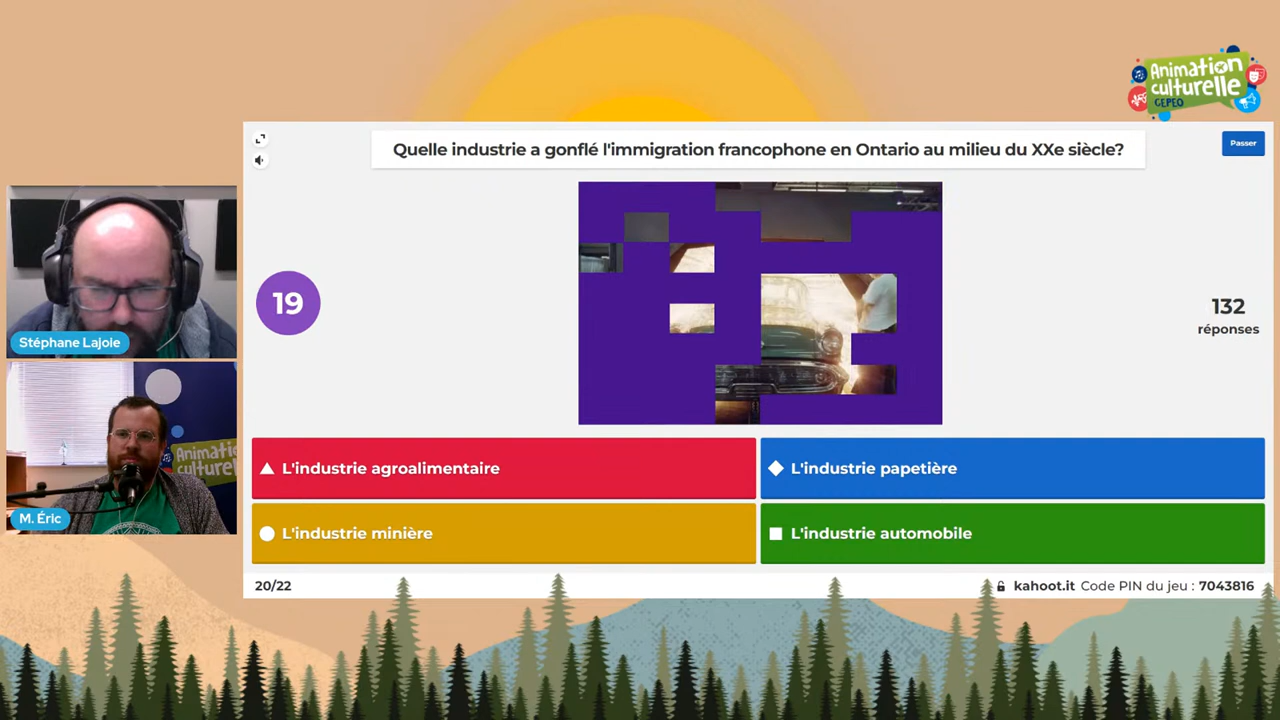 Animation
culturelle
CEPEO
Quelle industrie a gonflé l'immigration francophone en Ontario au milieu du XXe siècle?
Passer
19
132
réponses
Stéphane Lajoie
Animation
culturelle
M. Éric
L'industrie agroalimentaire
L'industrie papetière
L'industrie minière
L'industrie automobile
20/22
kahoot.it Code PIN du jeu : 7043816